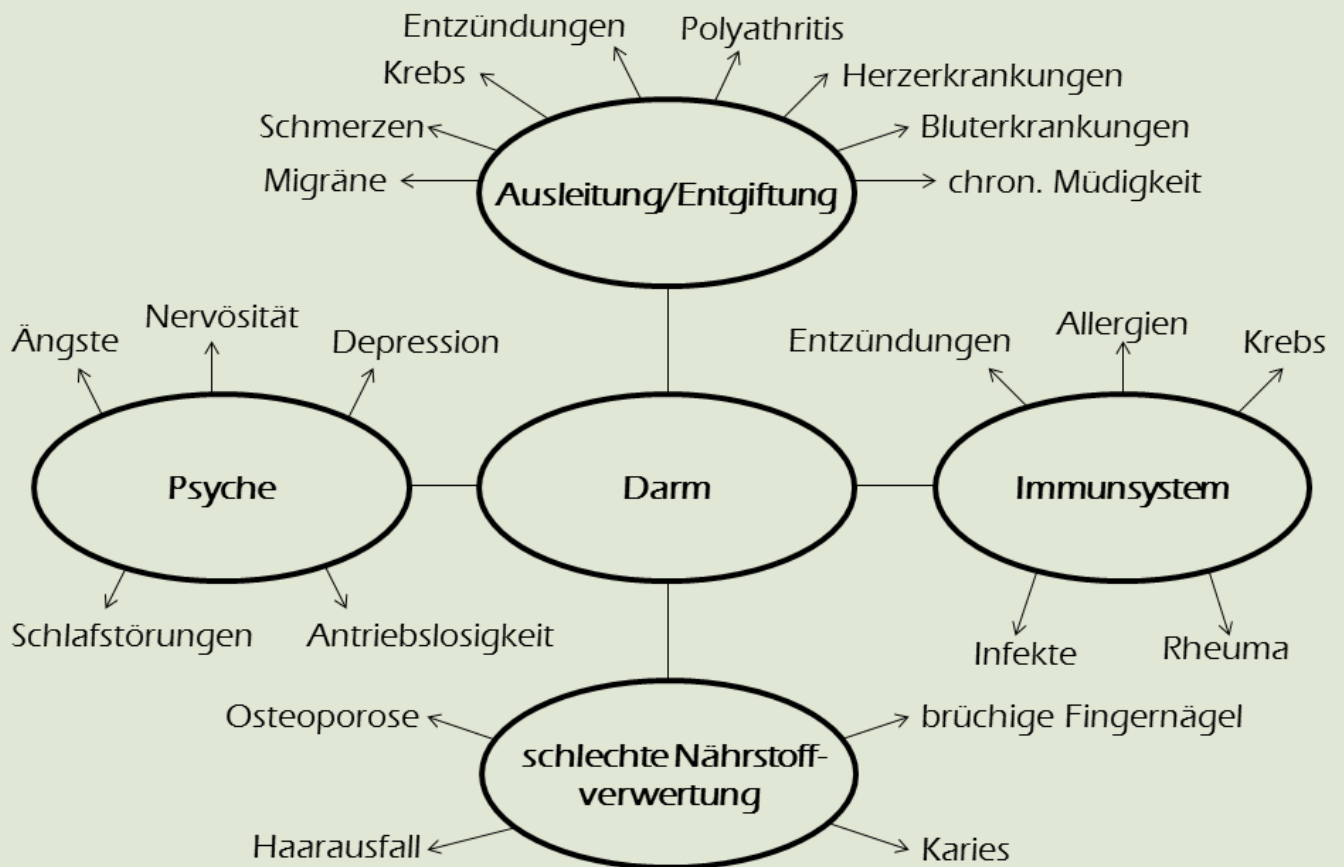 Entzündungen
Polyathritis
Krebs
Herzerkrankungen
Schmerzen
Bluterkrankungen
Migräne
chron. Müdigkeit
Ausleitung/Entgiftung
Ängste
Nervösität
Depression
Entzündungen
Allergien
Krebs
Psyche
Darm
Immunsystem
Schlafstörungen
Antriebslosigkeit
Infekte
Rheuma
Osteoporose
brüchige Fingernägel
schlechte Nährstoff-
verwertung
Haarausfall
Karies